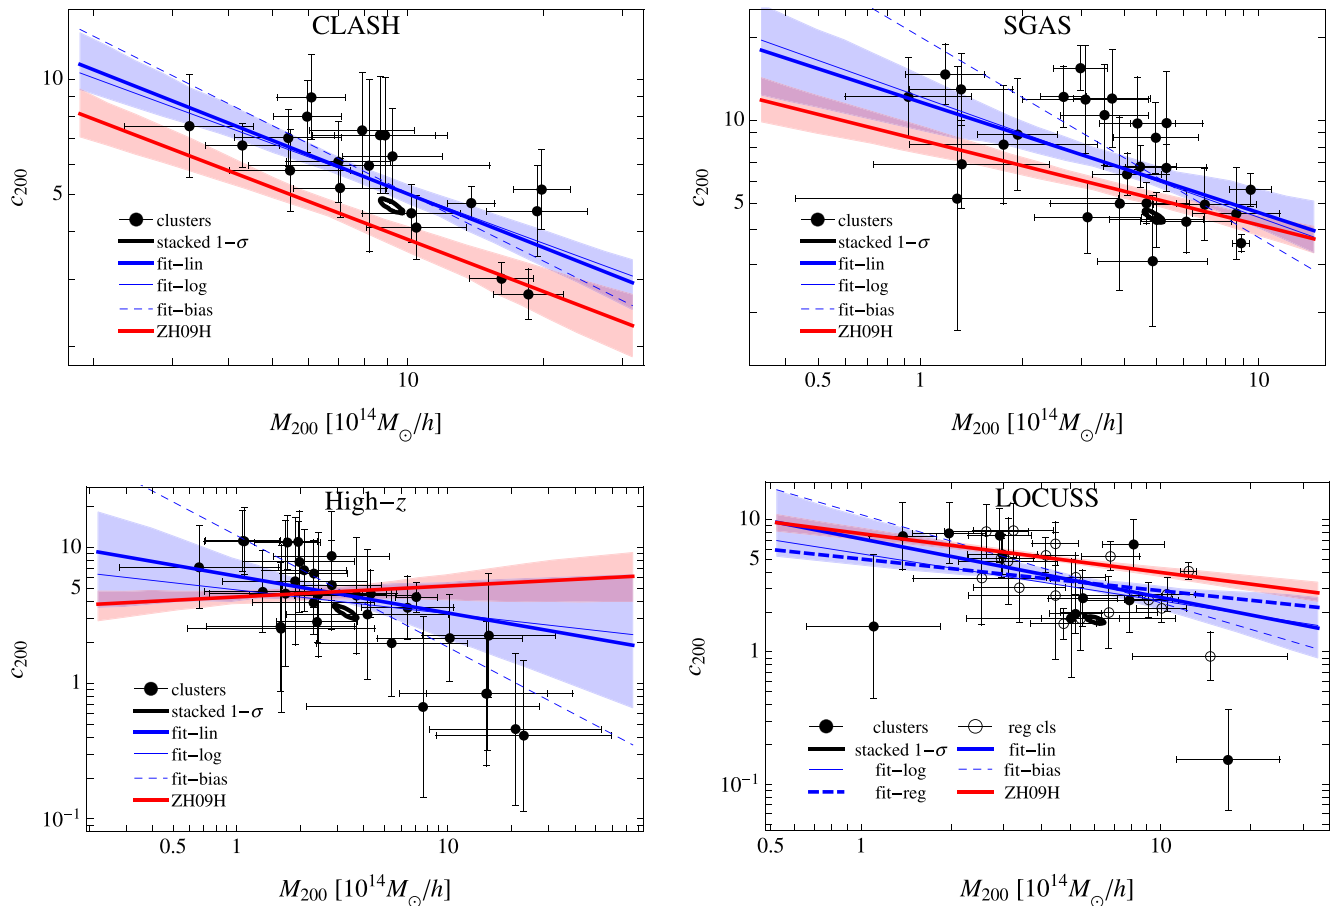 CLASH
10
5
c200
clusters
stacked 1−σ
fit−lin
fit−log
fit−bias
ZH09H
10
M200 [10^14 M⊙/h]
SGAS
10
5
c200
clusters
stacked 1−σ
fit−lin
fit−log
fit−bias
ZH09H
0.5 1 5 10
M200 [10^14 M⊙/h]
High−z
10
5
1
0.5
10^−1
c200
clusters
stacked 1−σ
fit−lin
fit−log
fit−bias
ZH09H
0.5 1 10
M200 [10^14 M⊙/h]
LOCUSS
10
5
1
10^−1
c200
clusters reg cls
stacked 1−σ fit−lin
fit−log fit−bias
fit−reg ZH09H
0.5 1 10
M200 [10^14 M⊙/h]